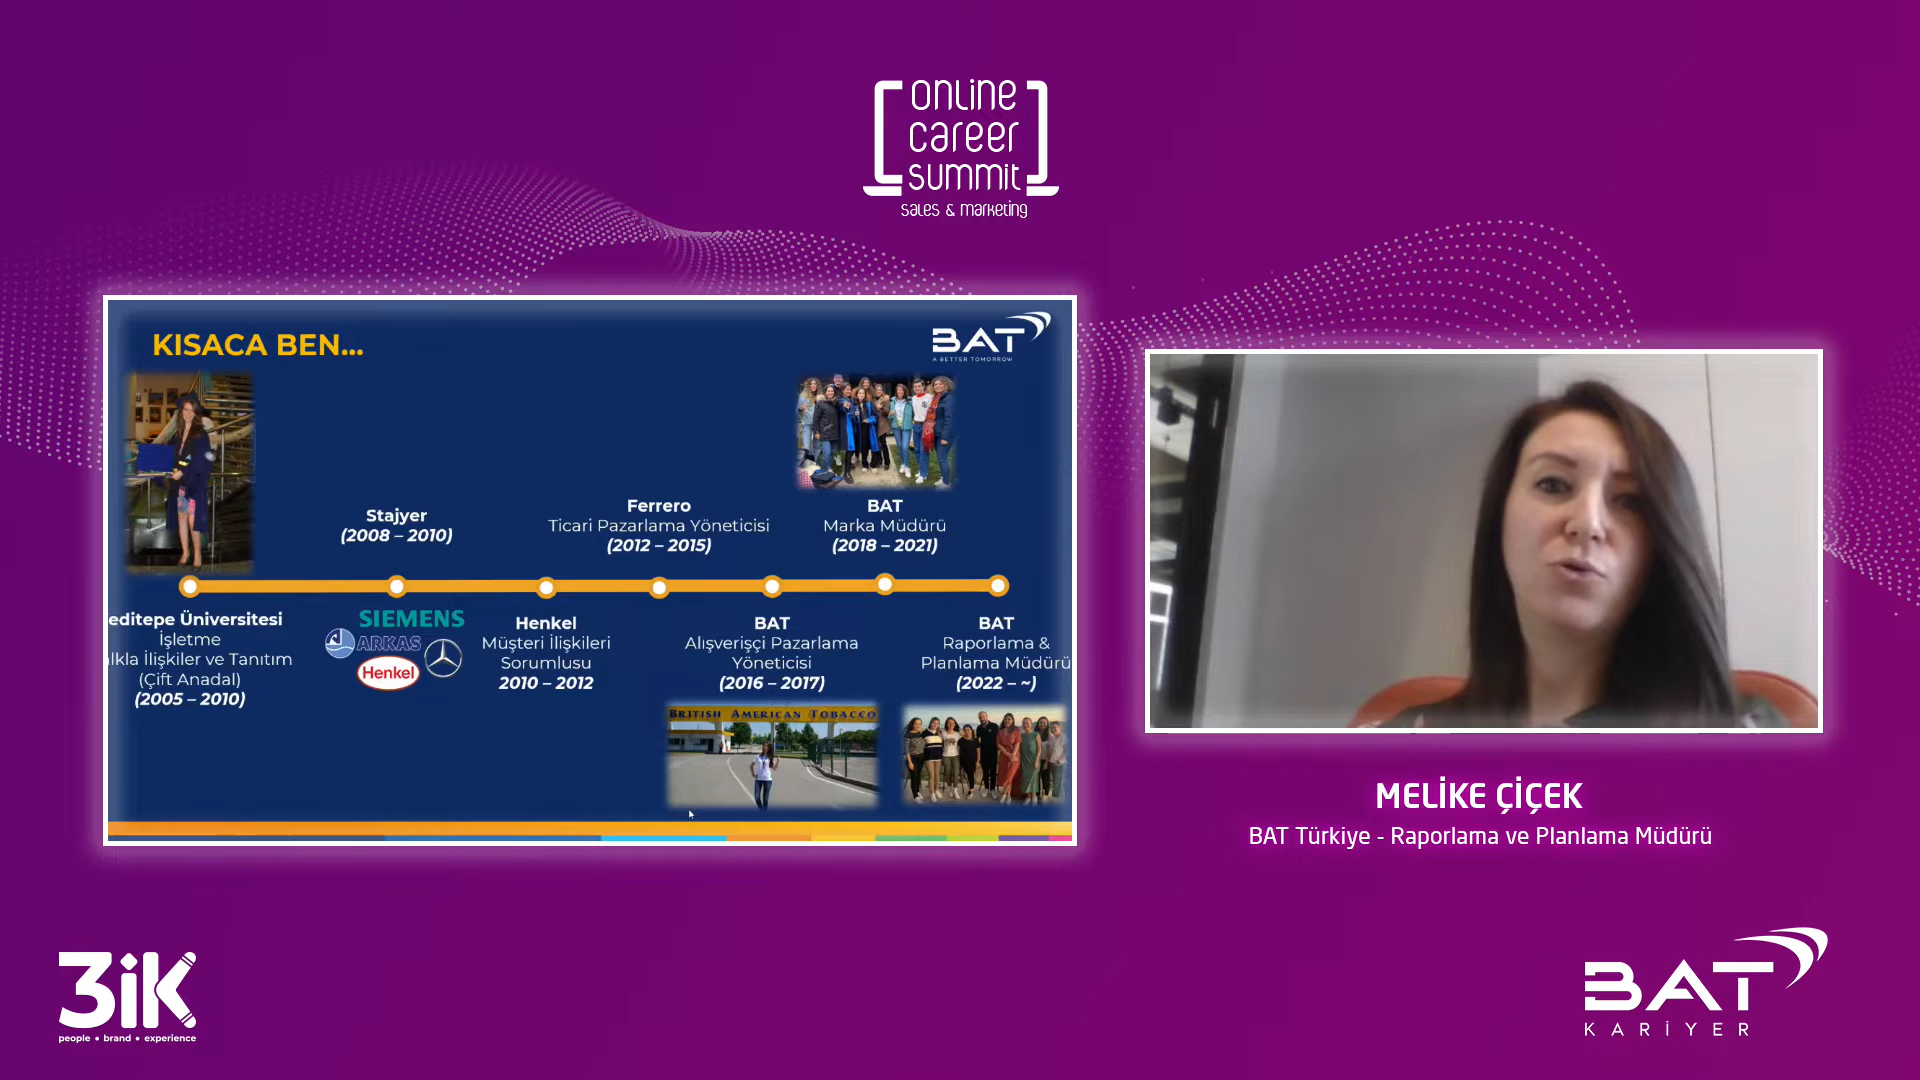 online
career
summit
sales & marketing
KISACA BEN...
BAT
A BETTER TOMORROW
Stajyer
(2008 – 2010)
Ferrero
Ticari Pazarlama Yöneticisi
(2012 – 2015)
BAT
Marka Müdürü
(2018 – 2021)
editepe Üniversitesi
İşletme
lkla İlişkiler ve Tanıtım
(Çift Anadal)
(2005 – 2010)
SIEMENS
ARKAS
Henkel
Henkel
Müşteri İlişkileri
Sorumlusu
2010 – 2012
BAT
Alışverişçi Pazarlama
Yöneticisi
(2016 – 2017)
BAT
Raporlama &
Planlama Müdürü
(2022 – ~)
BRITISH AMERICAN TOBACCO
MELİKE ÇİÇEK
BAT Türkiye - Raporlama ve Planlama Müdürü
3iK
people • brand • experience
BAT
KARİYER